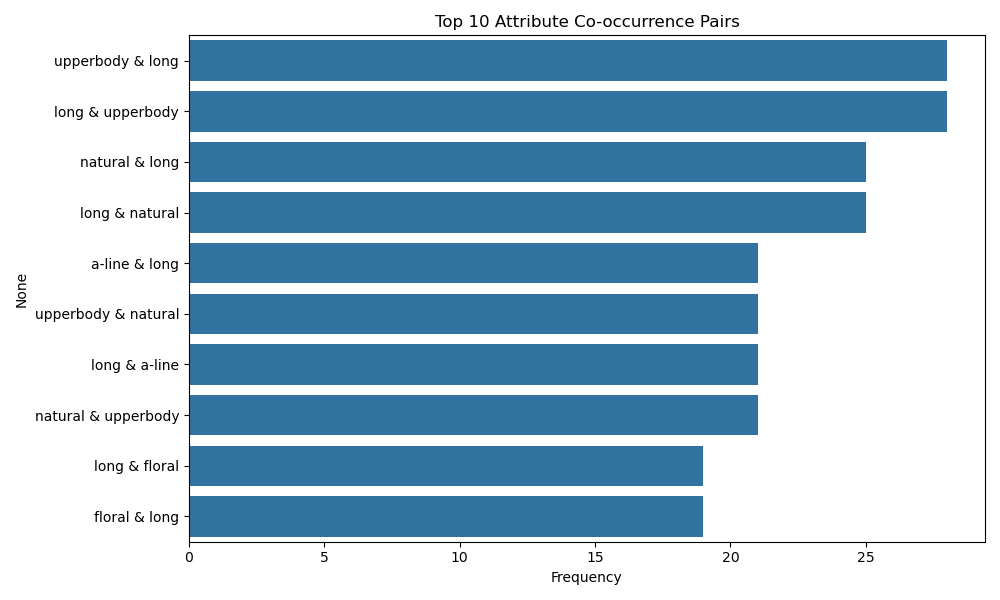 Top 10 Attribute Co-occurrence Pairs
upperbody & long
long & upperbody
natural & long
long & natural
a-line & long
upperbody & natural
long & a-line
natural & upperbody
long & floral
floral & long
None
0 5 10 15 20 25
Frequency